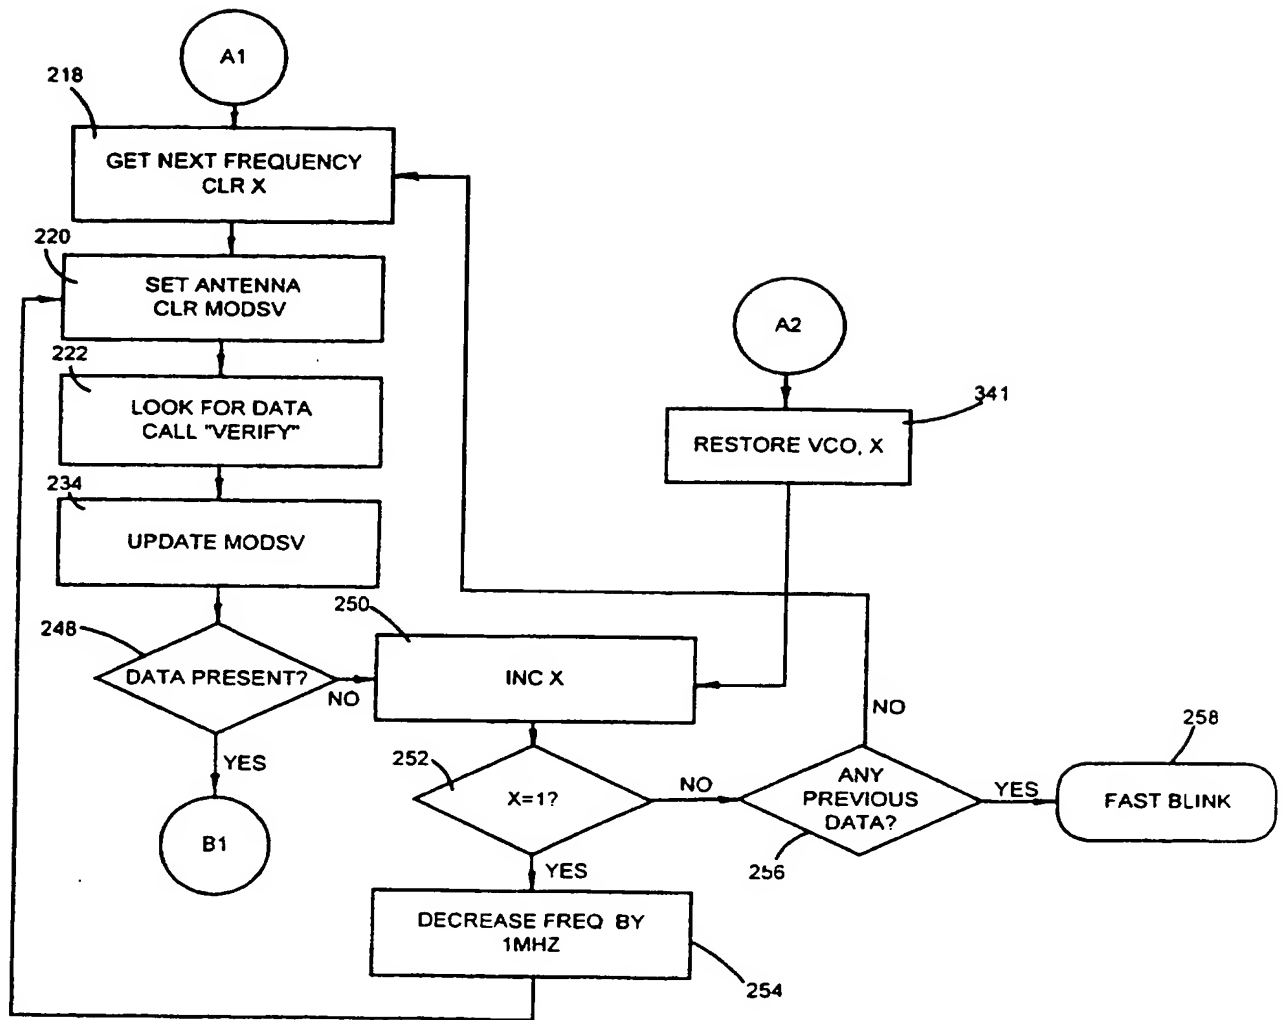 A1
218
GET NEXT FREQUENCY
CLR X
220
SET ANTENNA
CLR MODSV
A2
222
LOOK FOR DATA
CALL "VERIFY"
341
RESTORE VCO, X
234
UPDATE MODSV
250
248
DATA PRESENT?
NO
INC X
NO
YES
252
X=1?
NO
ANY
PREVIOUS
DATA?
YES
258
FAST BLINK
B1
256
YES
DECREASE FREQ BY
1MHZ
254